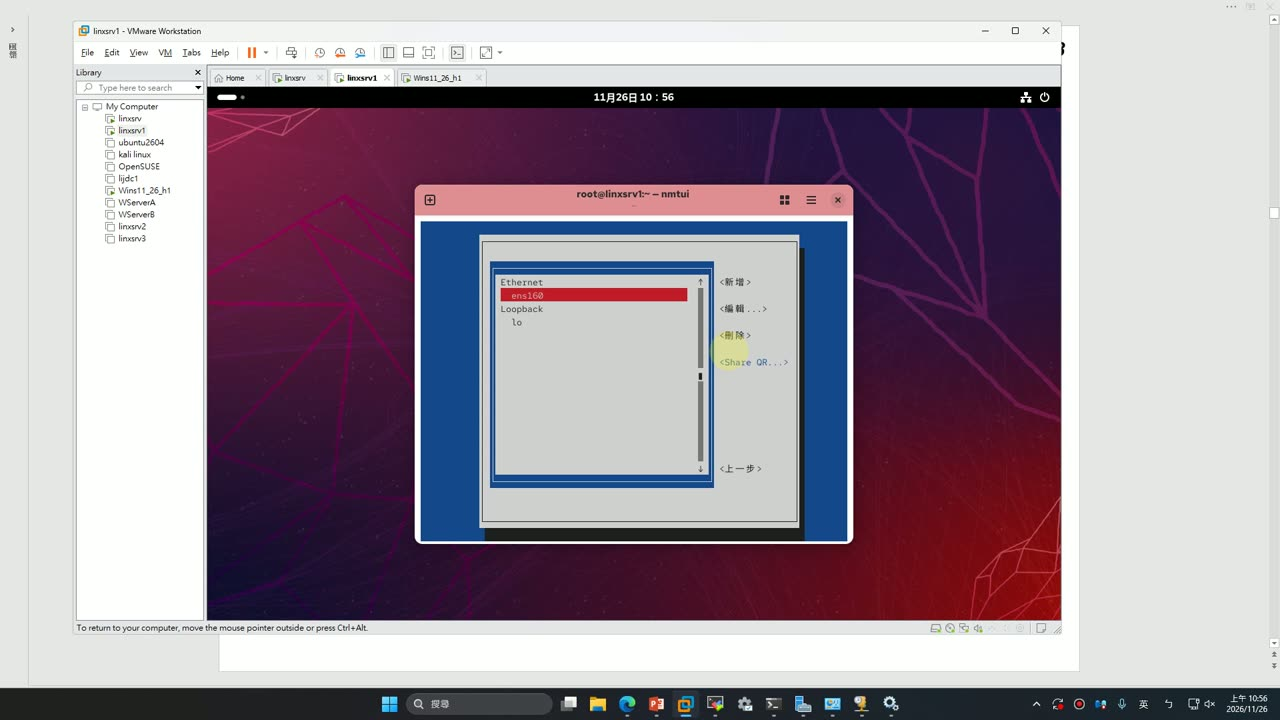 linxsrv1 - VMware Workstation
File Edit View VM Tabs Help
Library
Type here to search
Home
linxsrv
linxsrv1
Wins11_26_h1
My Computer
linxsrv
linxsrv1
ubuntu2604
kali linux
OpenSUSE
lijdc1
Wins11_26_h1
WServerA
WServerB
linxsrv2
linxsrv3
11月26日 10：56
root@linxsrv1:~ — nmtui
Ethernet
ens160
Loopback
lo
<新增>
<編輯...>
<刪除>
<Share QR...>
<上一步>
To return to your computer, move the mouse pointer outside or press Ctrl+Alt.
搜尋
英
上午 10:56
2026/11/26